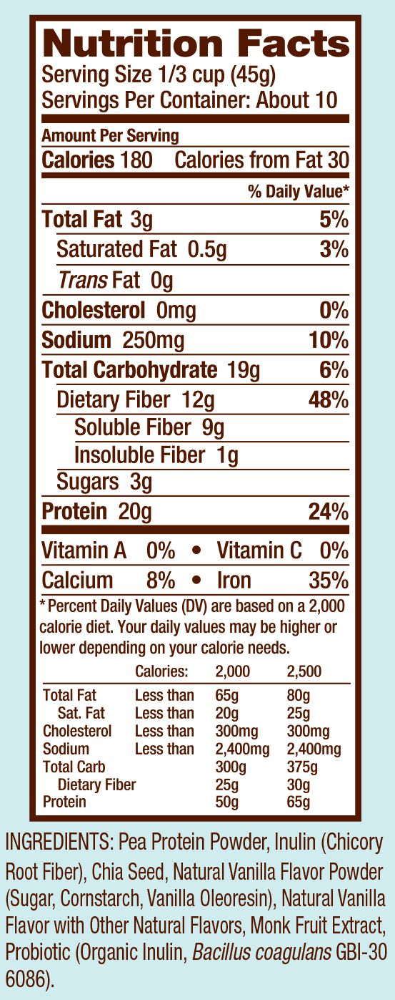 Nutrition Facts
Serving Size 1/3 cup (45g)
Servings Per Container: About 10
Amount Per Serving
Calories 180 Calories from Fat 30
% Daily Value*
Total Fat 3g 5%
Saturated Fat 0.5g 3%
Trans Fat 0g
Cholesterol 0mg 0%
Sodium 250mg 10%
Total Carbohydrate 19g 6%
Dietary Fiber 12g 48%
Soluble Fiber 9g
Insoluble Fiber 1g
Sugars 3g
Protein 20g 24%
Vitamin A 0% • Vitamin C 0%
Calcium 8% • Iron 35%
* Percent Daily Values (DV) are based on a 2,000
calorie diet. Your daily values may be higher or
lower depending on your calorie needs.
Calories: 2,000 2,500
Total Fat Less than 65g 80g
Sat. Fat Less than 20g 25g
Cholesterol Less than 300mg 300mg
Sodium Less than 2,400mg 2,400mg
Total Carb 300g 375g
Dietary Fiber 25g 30g
Protein 50g 65g
INGREDIENTS: Pea Protein Powder, Inulin (Chicory
Root Fiber), Chia Seed, Natural Vanilla Flavor Powder
(Sugar, Cornstarch, Vanilla Oleoresin), Natural Vanilla
Flavor with Other Natural Flavors, Monk Fruit Extract,
Probiotic (Organic Inulin, Bacillus coagulans GBI-30
6086).